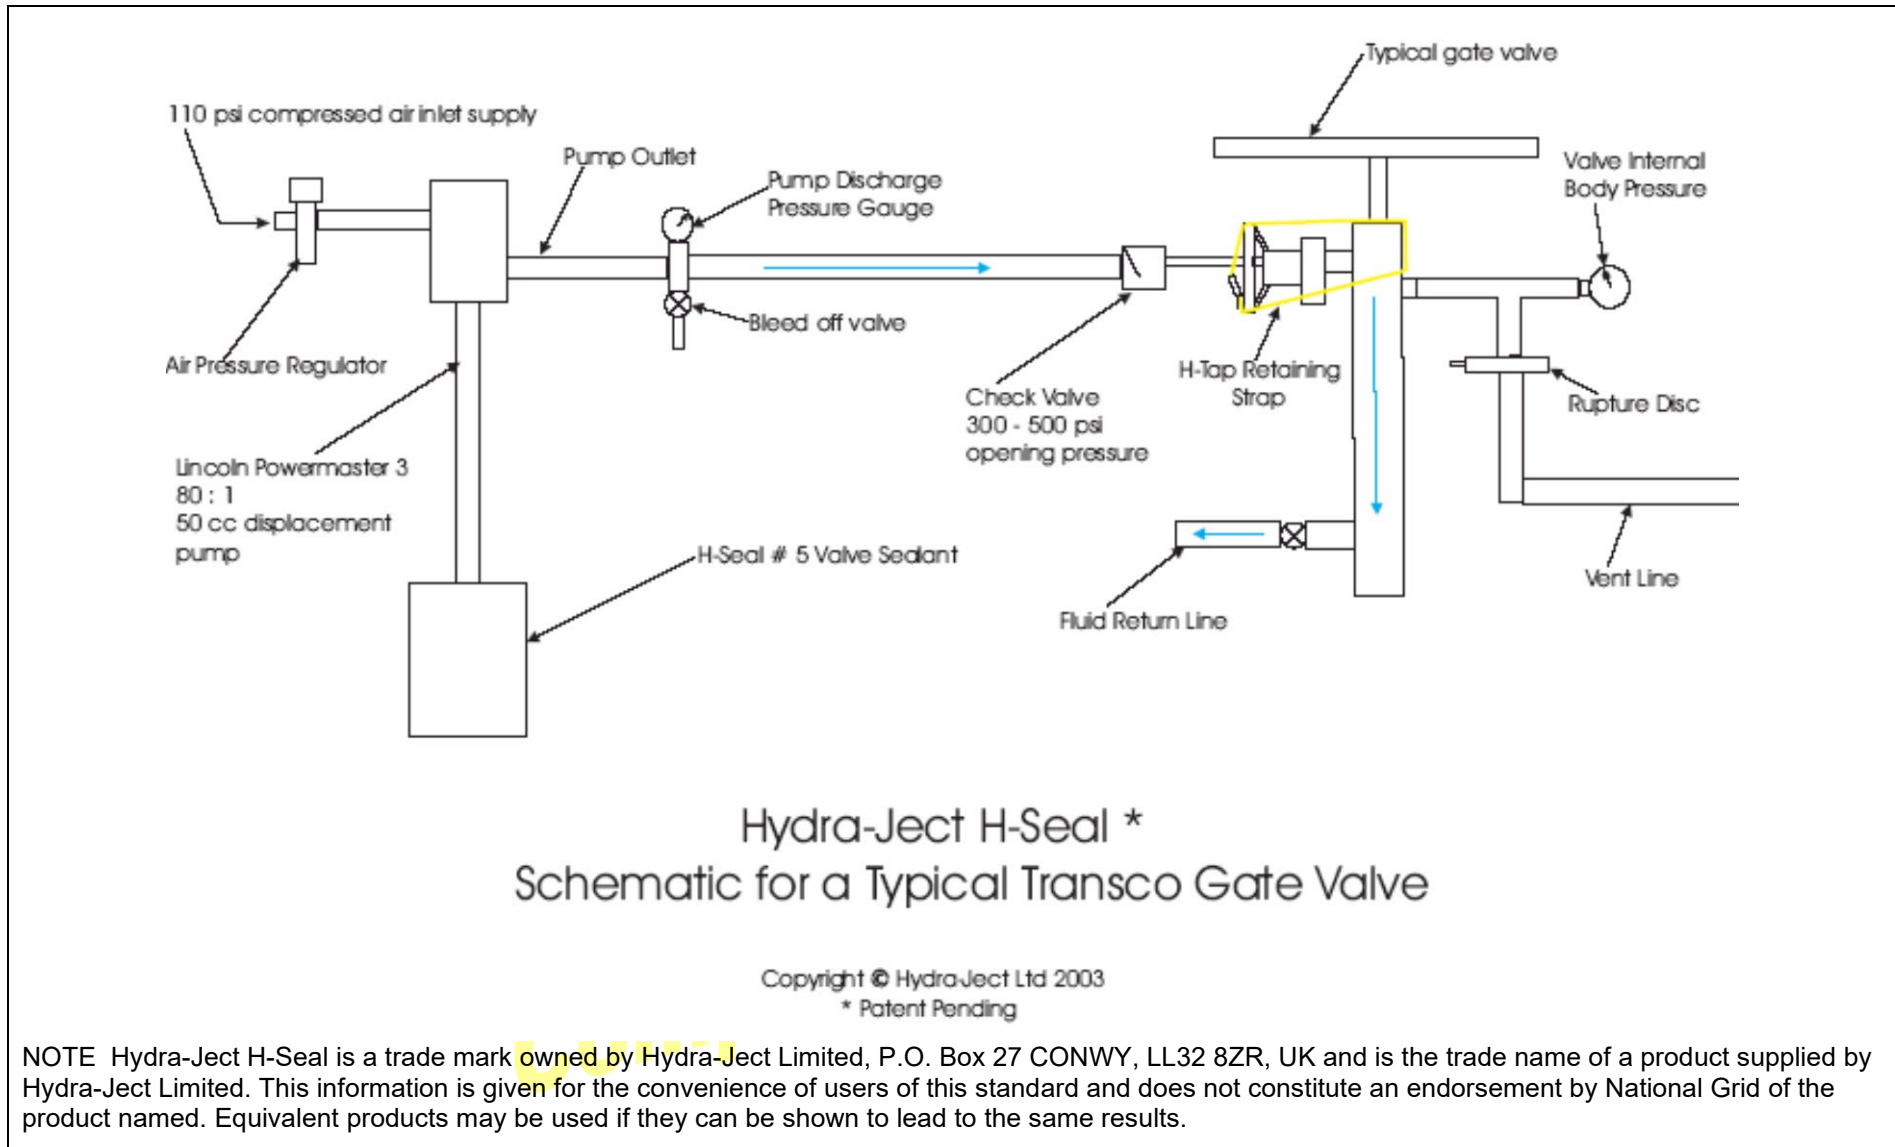 Typical gate valve
110 psi compressed air inlet supply
Pump Outlet
Pump Discharge
Pressure Gauge
Valve Internal
Body Pressure
Bleed off valve
Air Pressure Regulator
H-Tap Retaining
Strap
Check Valve
300 - 500 psi
opening pressure
Rupture Disc
Lincoln Powermaster 3
80 : 1
50 cc displacement
pump
H-Seal # 5 Valve Sealant
Vent Line
Fluid Return Line
Hydra-Ject H-Seal *
Schematic for a Typical Transco Gate Valve
Copyright © Hydra-Ject Ltd 2003
* Patent Pending
NOTE Hydra-Ject H-Seal is a trade mark owned by Hydra-Ject Limited, P.O. Box 27 CONWY, LL32 8ZR, UK and is the trade name of a product supplied by
Hydra-Ject Limited. This information is given for the convenience of users of this standard and does not constitute an endorsement by National Grid of the
product named. Equivalent products may be used if they can be shown to lead to the same results.